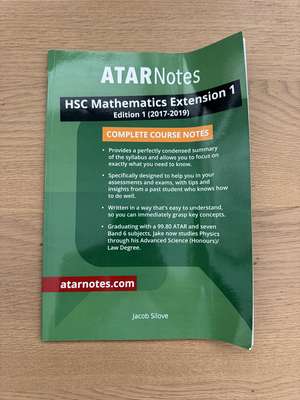 ATARNotes
HSC Mathematics Extension 1
Edition 1 (2017-2019)
COMPLETE COURSE NOTES
• Provides a perfectly condensed summary
of the syllabus and allows you to focus on
exactly what you need to know.
• Specifically designed to help you in your
assessments and exams, with tips and
insights from a past student who knows how
to do well.
• Written in a way that's easy to understand,
so you can immediately grasp key concepts.
• Graduating with a 99.80 ATAR and seven
Band 6 subjects, Jake now studies Physics
through his Advanced Science (Honours)/
Law Degree.
atarnotes.com
Jacob Silove